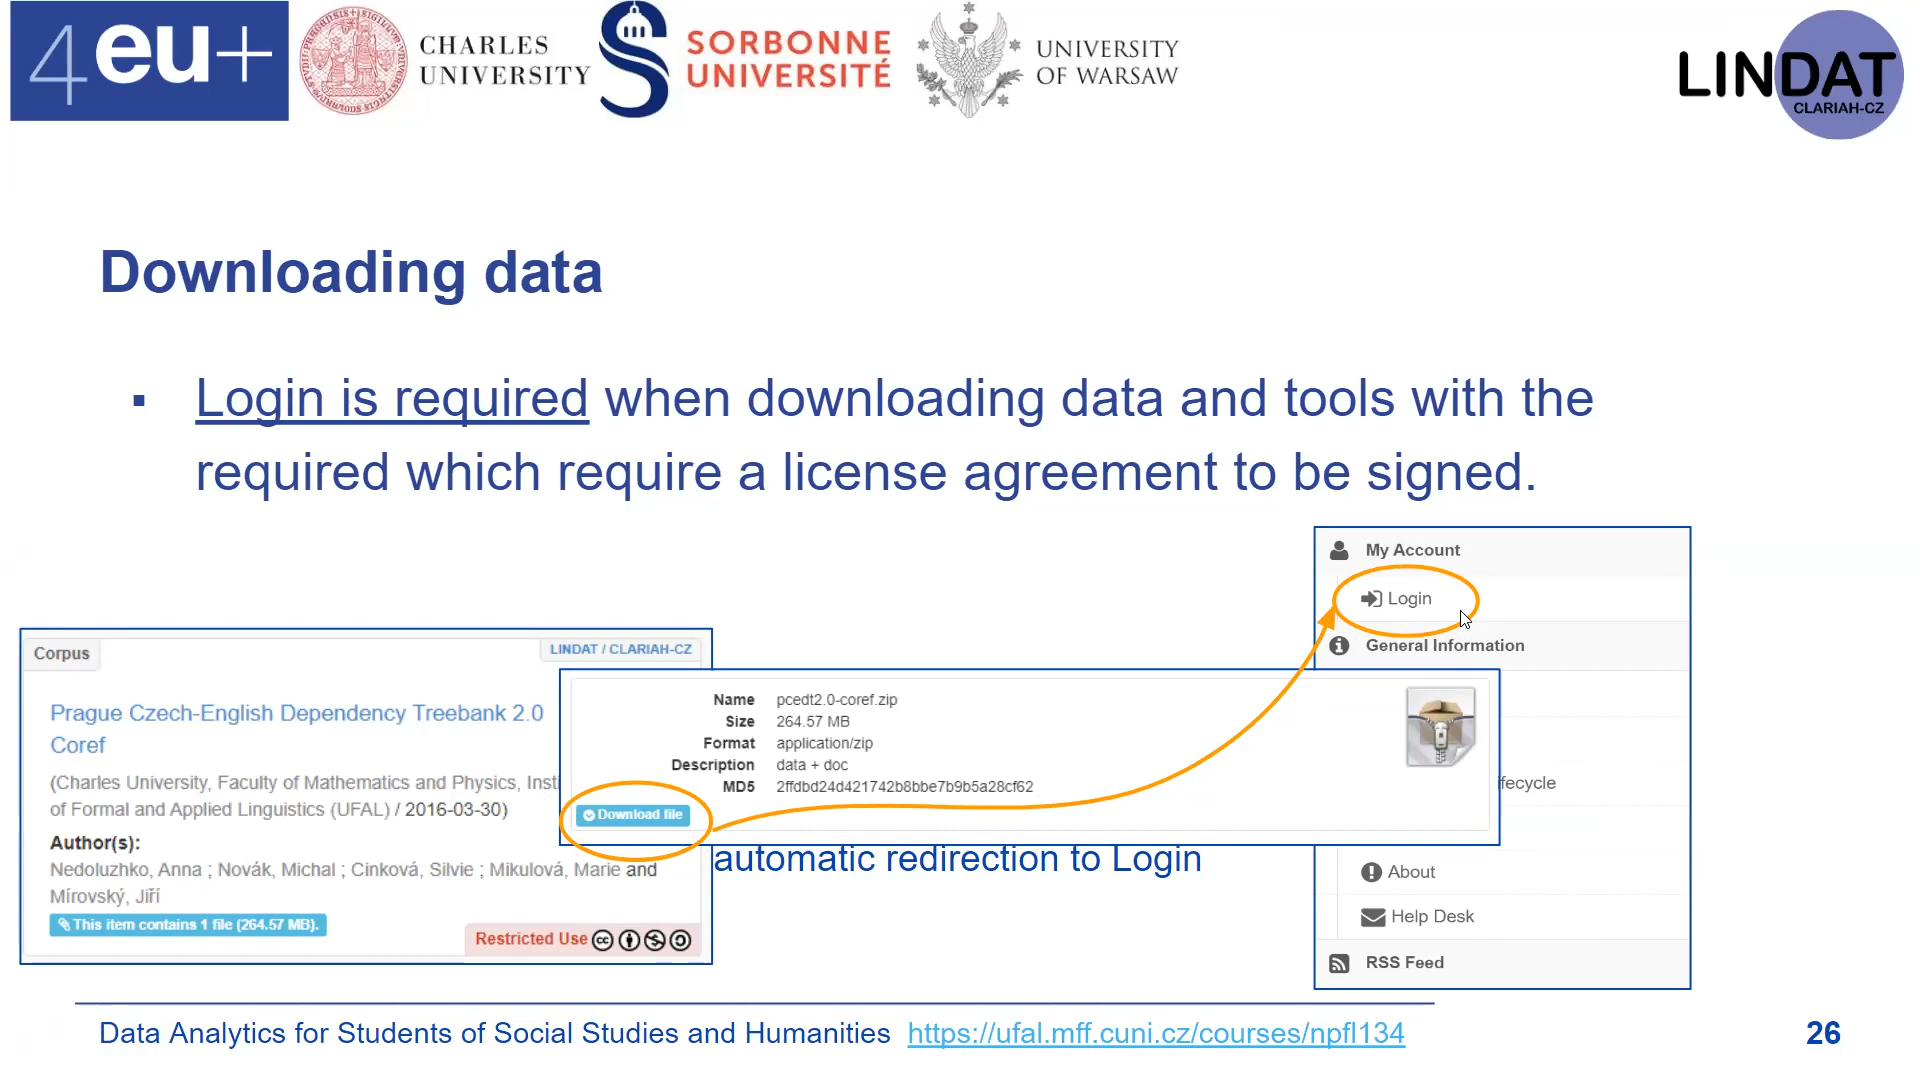 4eu+
CHARLES
UNIVERSITY
SORBONNE
UNIVERSITÉ
UNIVERSITY
OF WARSAW
LINDAT
CLARIAH-CZ
Downloading data
▪ Login is required when downloading data and tools with the
required which require a license agreement to be signed.
My Account
Login
General Information
ifecycle
About
Help Desk
RSS Feed
Corpus
LINDAT / CLARIAH-CZ
Prague Czech-English Dependency Treebank 2.0
Coref
(Charles University, Faculty of Mathematics and Physics, Insti
of Formal and Applied Linguistics (UFAL) / 2016-03-30)
Author(s):
Nedoluzhko, Anna ; Novák, Michal ; Cinková, Silvie ; Mikulová, Marie and
Mírovský, Jiří
This item contains 1 file (264.57 MB).
Restricted Use
Name pcedt2.0-coref.zip
Size 264.57 MB
Format application/zip
Description data + doc
MD5 2ffdbd24d421742b8bbe7b9b5a28cf62
Download file
automatic redirection to Login
Data Analytics for Students of Social Studies and Humanities https://ufal.mff.cuni.cz/courses/npfl134
26